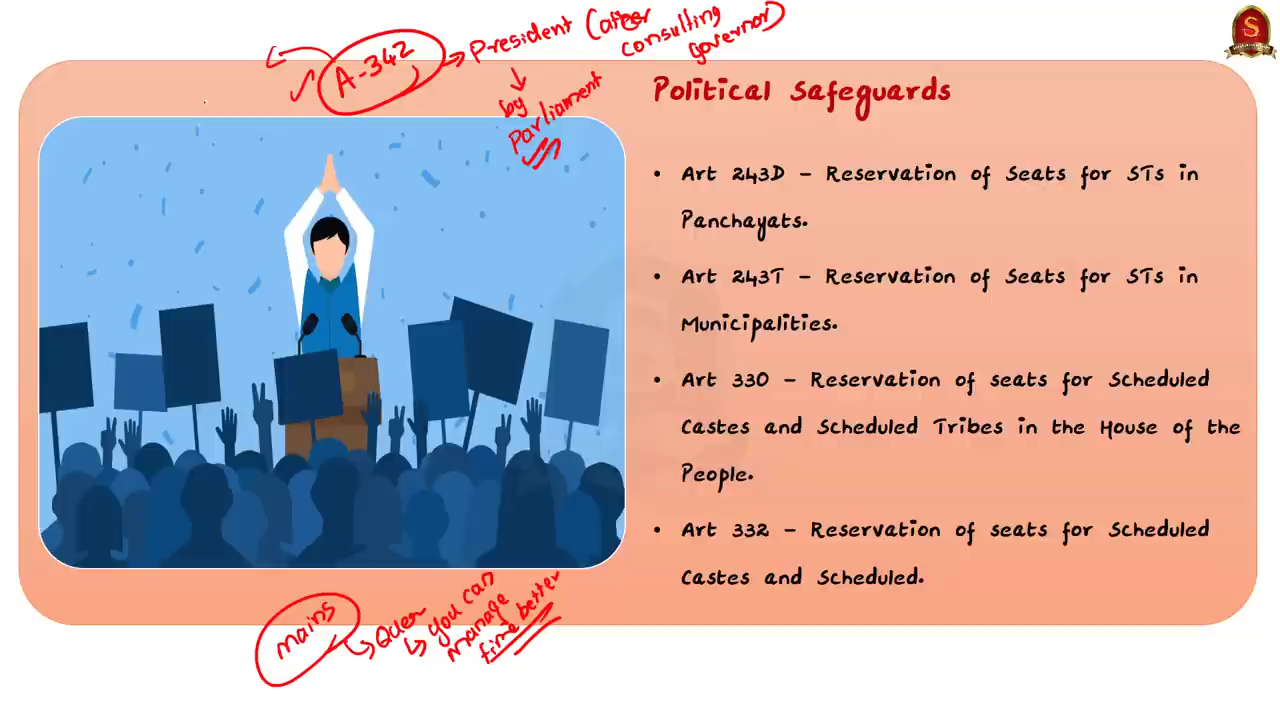 A-342
President (after
consulting
governor)
by
Parliament
Political Safeguards
• Art 243D – Reservation of Seats for STs in
Panchayats.
• Art 243T – Reservation of Seats for STs in
Municipalities.
• Art 330 – Reservation of seats for Scheduled
Castes and Scheduled Tribes in the House of the
People.
• Art 332 – Reservation of seats for Scheduled
Castes and Scheduled.
mains
you can
manage
time better
S